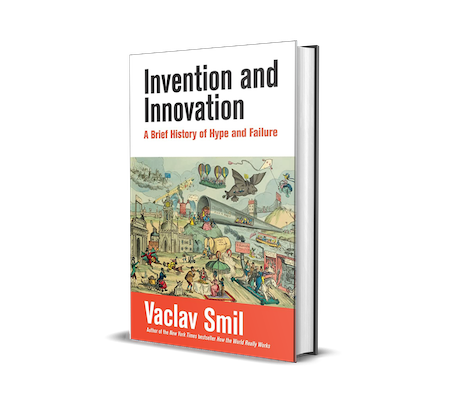 Invention and
Innovation
A Brief History of Hype and Failure
Vaclav Smil
Author of the New York Times bestseller How the World Really Works